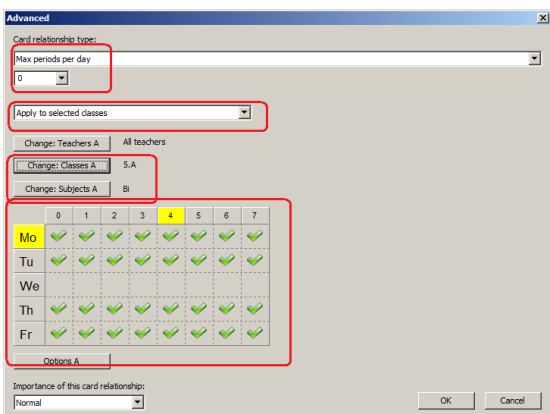 Advanced
Card relationship type:
Max periods per day
0
Apply to selected classes
Change: Teachers A All teachers
Change: Classes A 5.A
Change: Subjects A Bi
0 1 2 3 4 5 6 7
Mo
Tu
We
Th
Fr
Options A
Importance of this card relationship:
Normal
OK Cancel